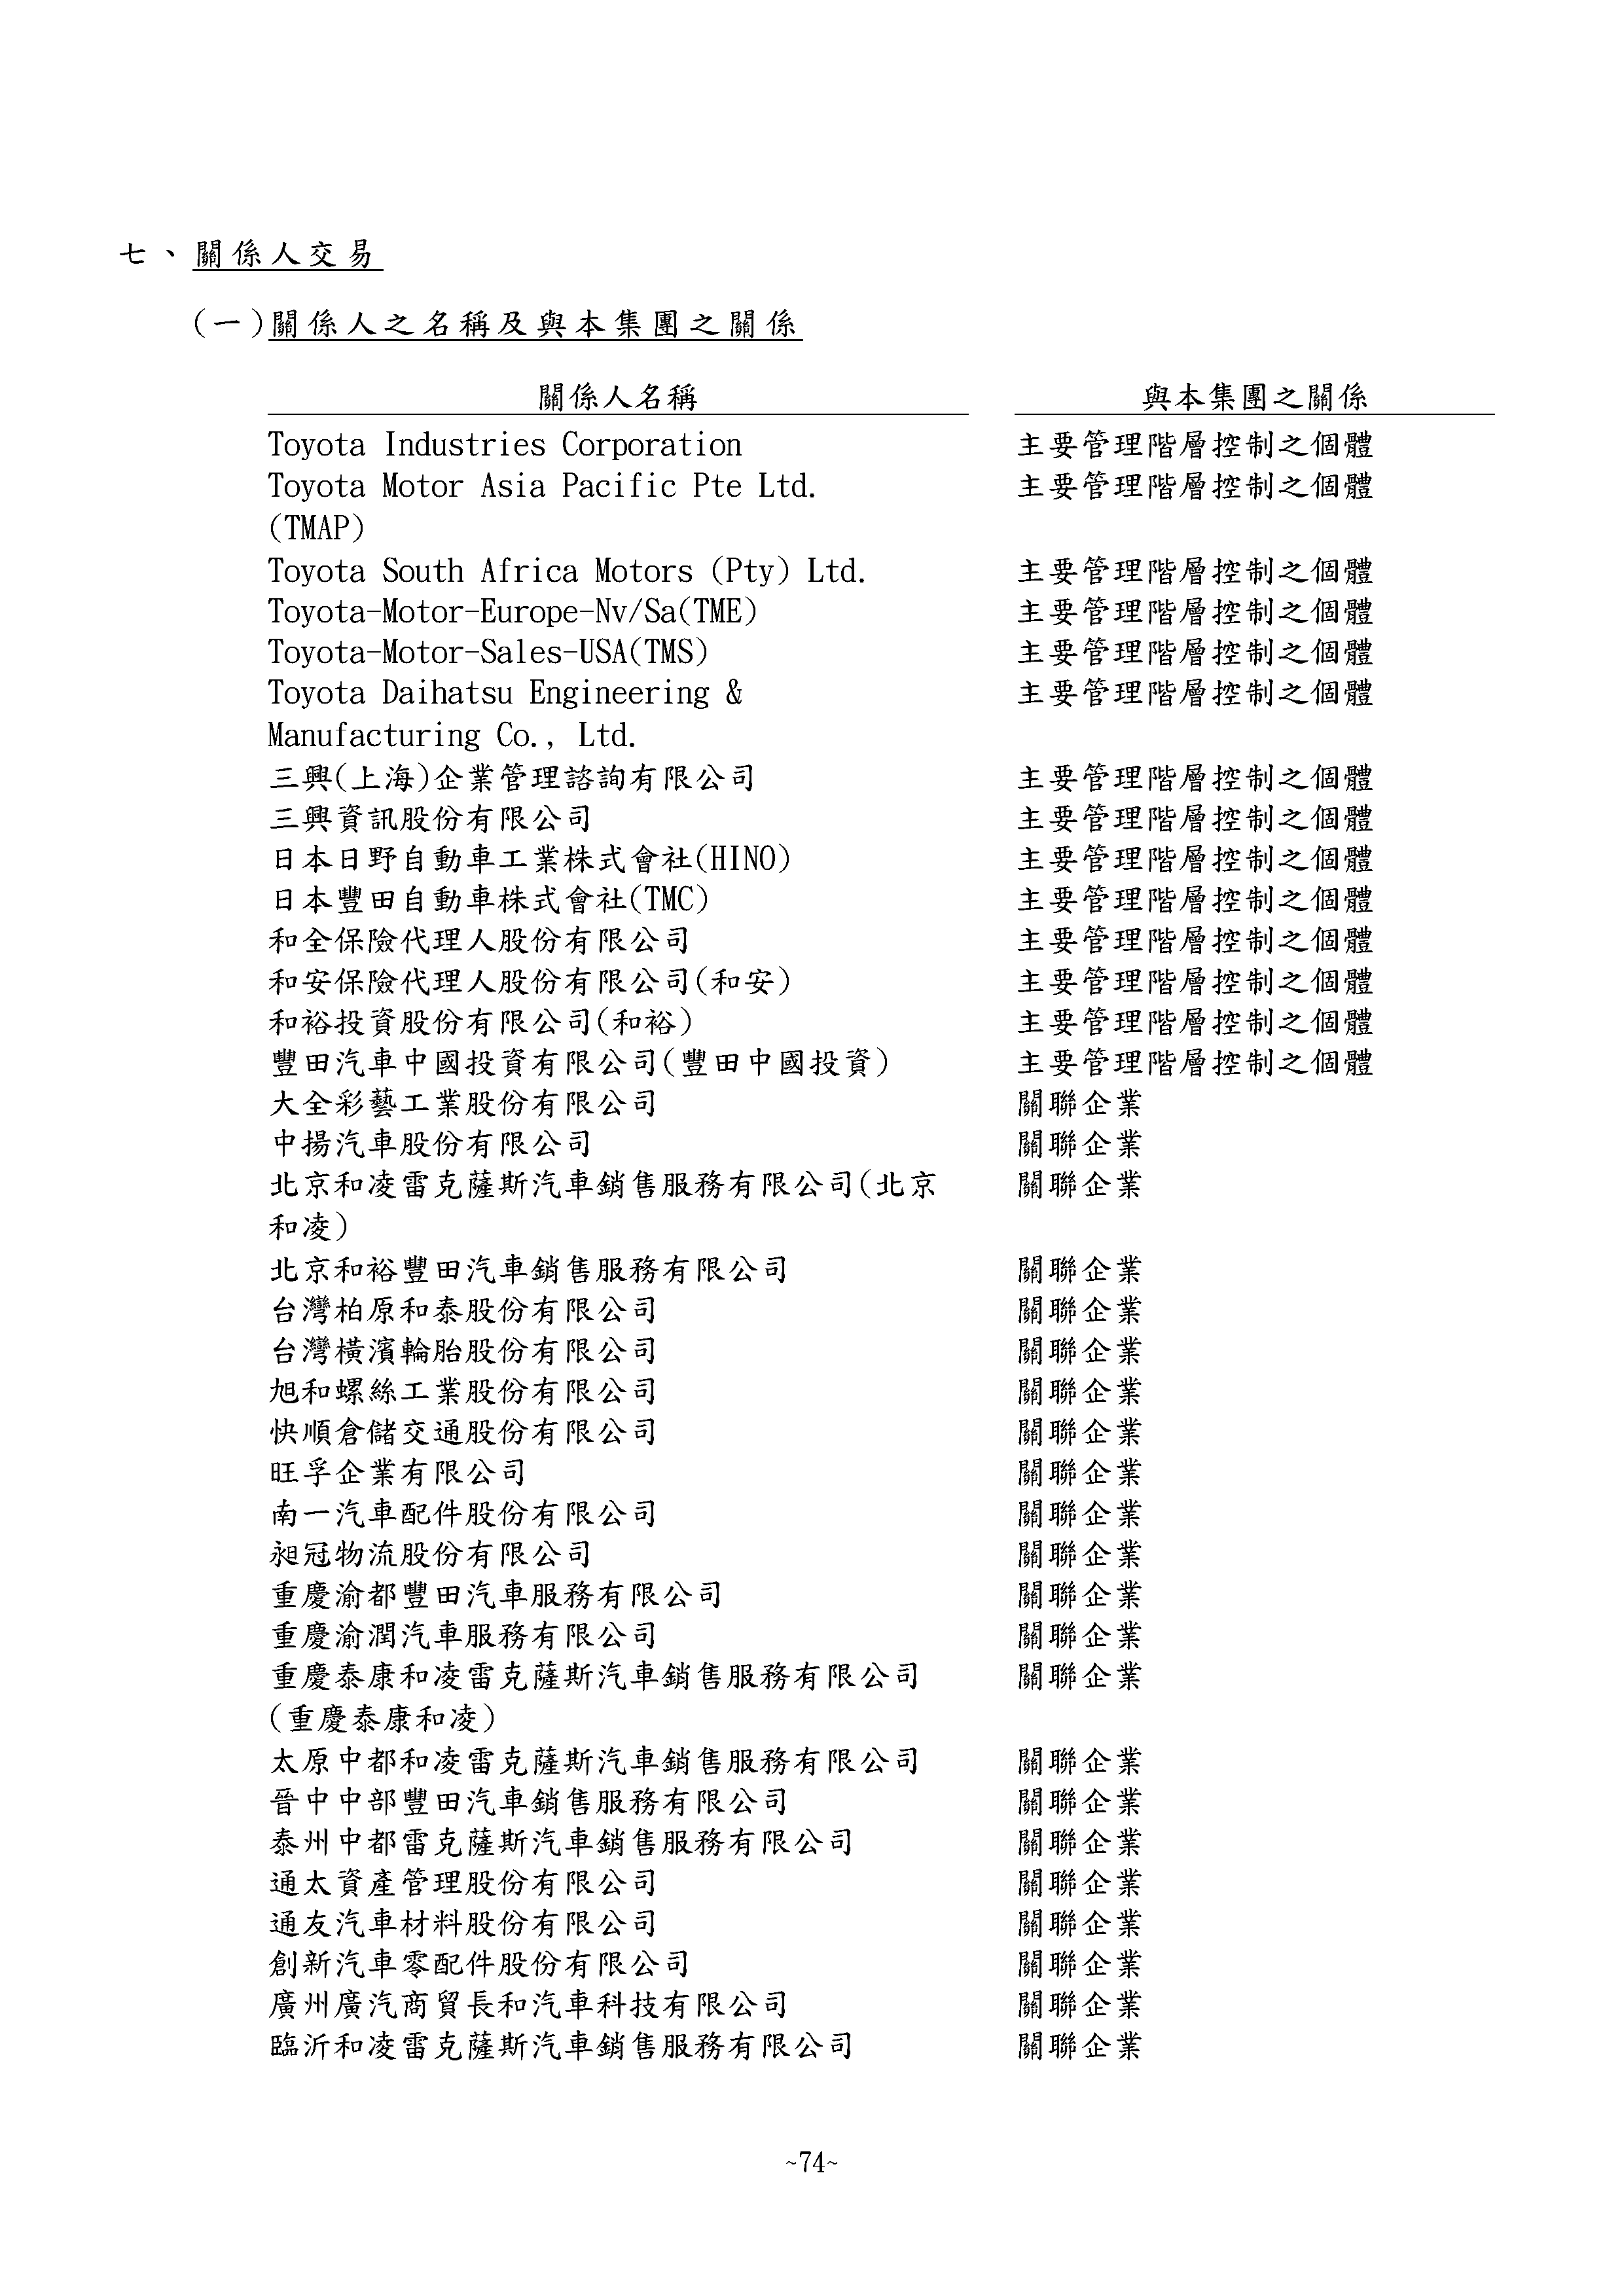 七、關係人交易
(一)關係人之名稱及與本集團之關係
關係人名稱 與本集團之關係
Toyota Industries Corporation 主要管理階層控制之個體
Toyota Motor Asia Pacific Pte Ltd. 主要管理階層控制之個體
(TMAP)
Toyota South Africa Motors (Pty) Ltd. 主要管理階層控制之個體
Toyota-Motor-Europe-Nv/Sa(TME) 主要管理階層控制之個體
Toyota-Motor-Sales-USA(TMS) 主要管理階層控制之個體
Toyota Daihatsu Engineering & 主要管理階層控制之個體
Manufacturing Co., Ltd.
三興(上海)企業管理諮詢有限公司 主要管理階層控制之個體
三興資訊股份有限公司 主要管理階層控制之個體
日本日野自動車工業株式會社(HINO) 主要管理階層控制之個體
日本豐田自動車株式會社(TMC) 主要管理階層控制之個體
和全保險代理人股份有限公司 主要管理階層控制之個體
和安保險代理人股份有限公司(和安) 主要管理階層控制之個體
和裕投資股份有限公司(和裕) 主要管理階層控制之個體
豐田汽車中國投資有限公司(豐田中國投資) 主要管理階層控制之個體
大全彩藝工業股份有限公司 關聯企業
中揚汽車股份有限公司 關聯企業
北京和凌雷克薩斯汽車銷售服務有限公司(北京 關聯企業
和凌)
北京和裕豐田汽車銷售服務有限公司 關聯企業
台灣柏原和泰股份有限公司 關聯企業
台灣橫濱輪胎股份有限公司 關聯企業
旭和螺絲工業股份有限公司 關聯企業
快順倉儲交通股份有限公司 關聯企業
旺孚企業有限公司 關聯企業
南一汽車配件股份有限公司 關聯企業
昶冠物流股份有限公司 關聯企業
重慶渝都豐田汽車服務有限公司 關聯企業
重慶渝潤汽車服務有限公司 關聯企業
重慶泰康和凌雷克薩斯汽車銷售服務有限公司 關聯企業
(重慶泰康和凌)
太原中都和凌雷克薩斯汽車銷售服務有限公司 關聯企業
晉中中部豐田汽車銷售服務有限公司 關聯企業
泰州中都雷克薩斯汽車銷售服務有限公司 關聯企業
通太資產管理股份有限公司 關聯企業
通友汽車材料股份有限公司 關聯企業
創新汽車零配件股份有限公司 關聯企業
廣州廣汽商貿長和汽車科技有限公司 關聯企業
臨沂和凌雷克薩斯汽車銷售服務有限公司 關聯企業
~74~